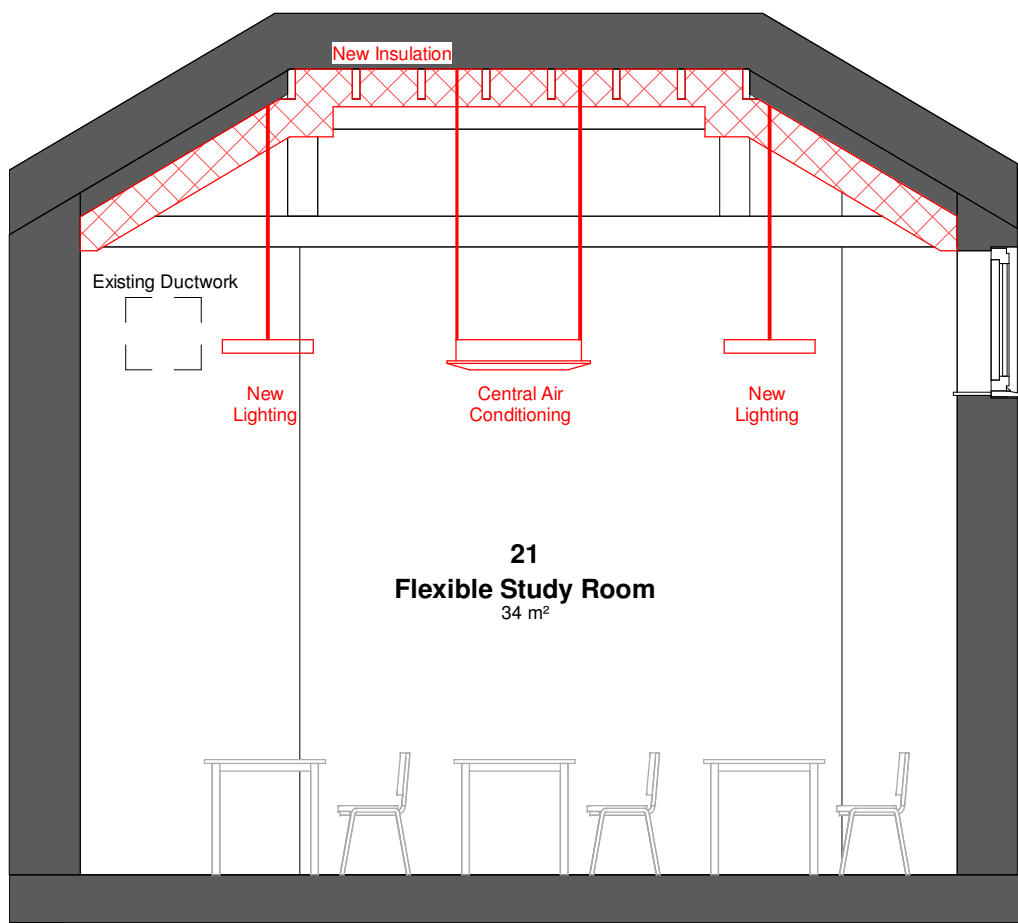 New Insulation
Existing Ductwork
New
Lighting
Central Air
Conditioning
New
Lighting
21
Flexible Study Room
34 m²